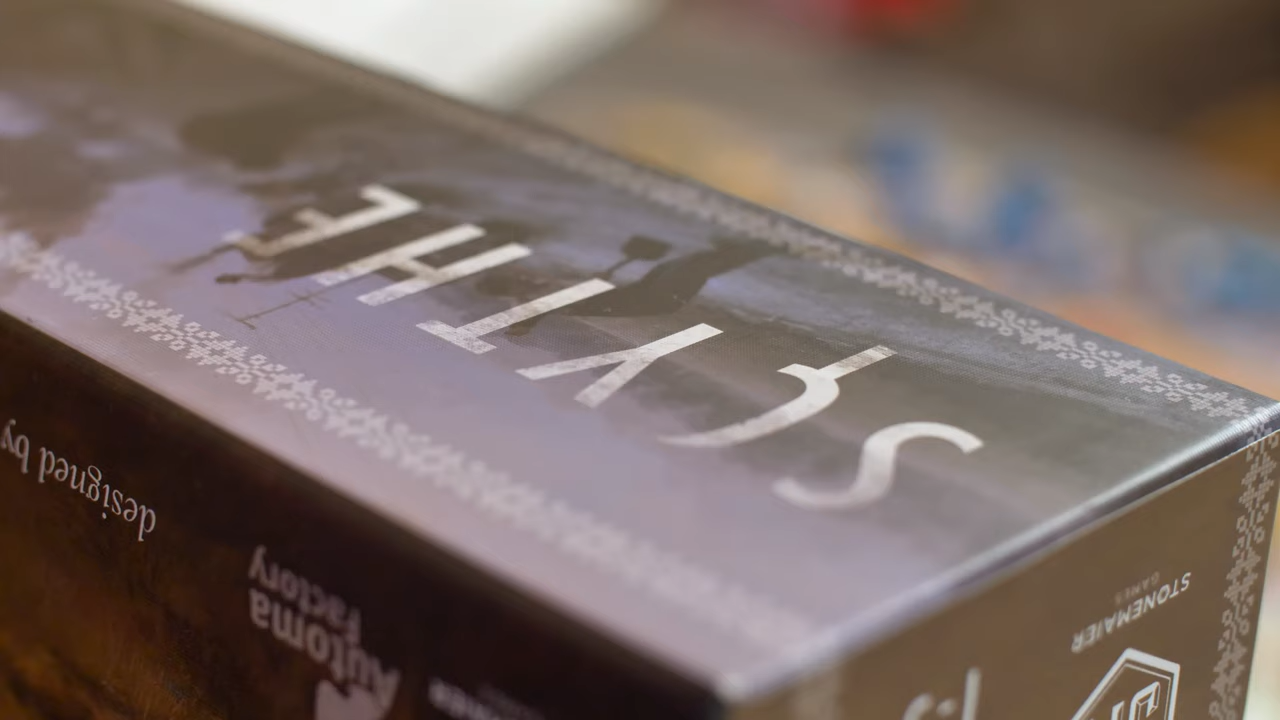 SCYTHE
designed by
Automa
Factory
STONEMAIER
GAMES